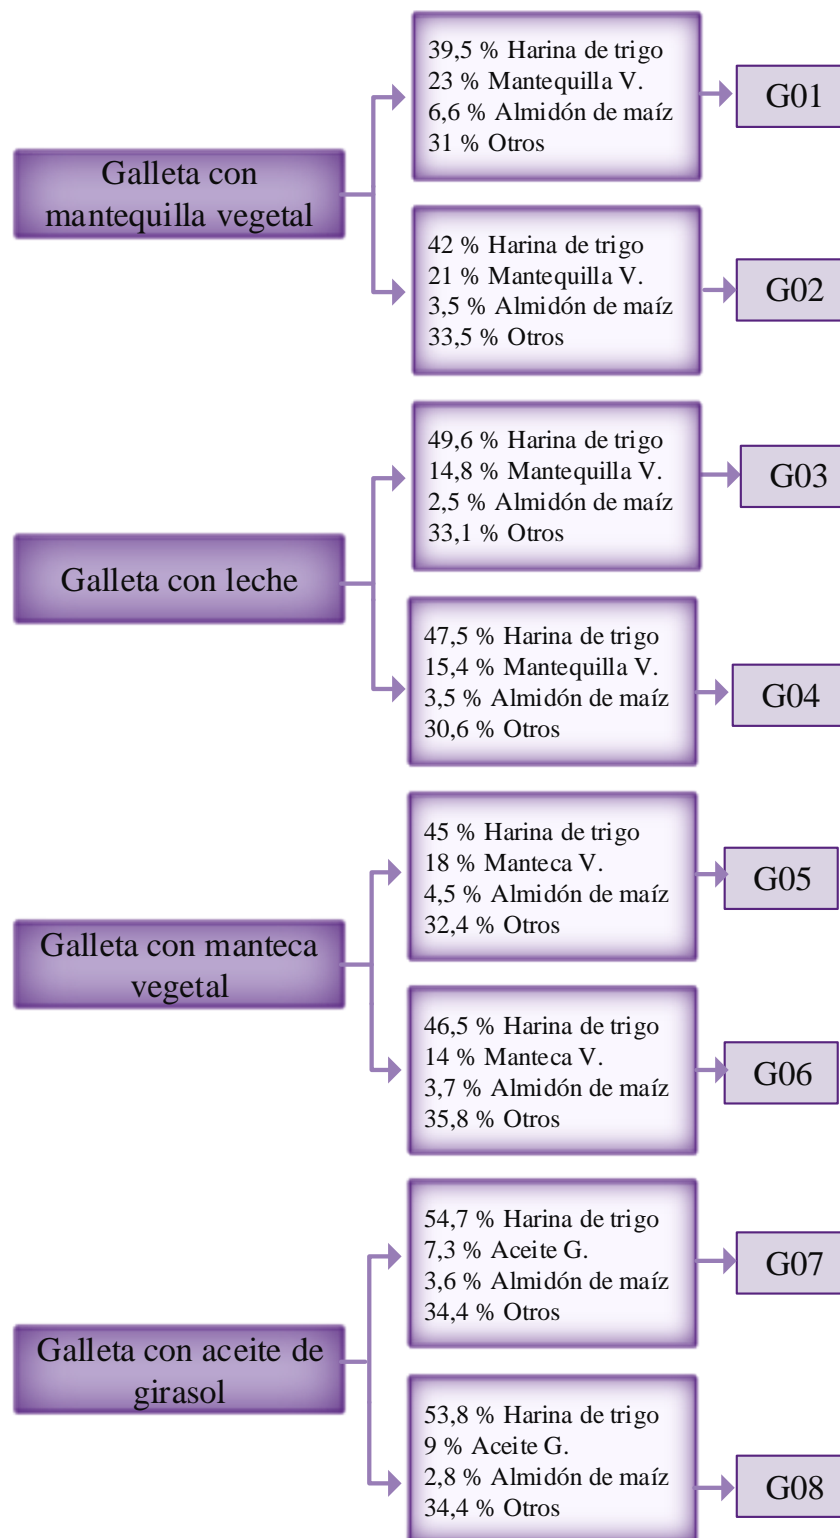 Galleta con
mantequilla vegetal
39,5 % Harina de trigo
23 % Mantequilla V.
6,6 % Almidón de maíz
31 % Otros
G01
42 % Harina de trigo
21 % Mantequilla V.
3,5 % Almidón de maíz
33,5 % Otros
G02
Galleta con leche
49,6 % Harina de trigo
14,8 % Mantequilla V.
2,5 % Almidón de maíz
33,1 % Otros
G03
47,5 % Harina de trigo
15,4 % Mantequilla V.
3,5 % Almidón de maíz
30,6 % Otros
G04
Galleta con manteca
vegetal
45 % Harina de trigo
18 % Manteca V.
4,5 % Almidón de maíz
32,4 % Otros
G05
46,5 % Harina de trigo
14 % Manteca V.
3,7 % Almidón de maíz
35,8 % Otros
G06
Galleta con aceite de
girasol
54,7 % Harina de trigo
7,3 % Aceite G.
3,6 % Almidón de maíz
34,4 % Otros
G07
53,8 % Harina de trigo
9 % Aceite G.
2,8 % Almidón de maíz
34,4 % Otros
G08